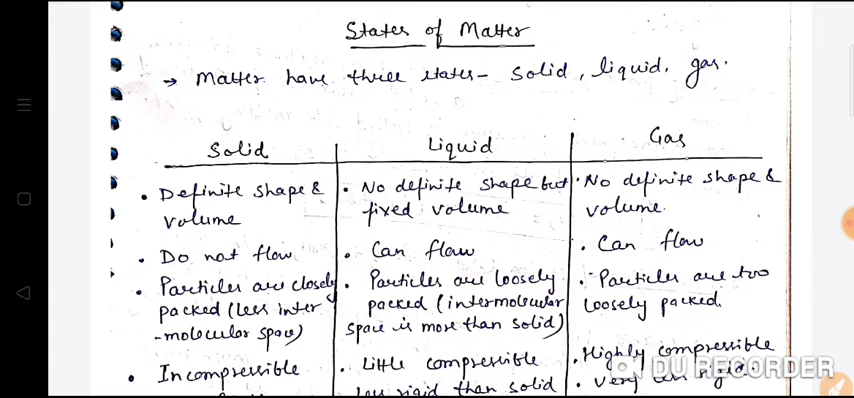 States of Matter
→ Matter have three states - Solid, liquid, gas.
Solid
• Definite shape &
volume
• Do not flow
• Particles are closely
packed (less inter
-molecular space)
• Incompressible
Liquid
• No definite shape but
fixed volume
• Can flow
• Particles are loosely
packed (intermolecular
space is more than solid)
• Little compressible
less rigid than solid
Gas
• No definite shape &
volume.
• Can flow
• Particles are too
loosely packed.
• Highly compressible
• Very less rigid.
DU RECORDER